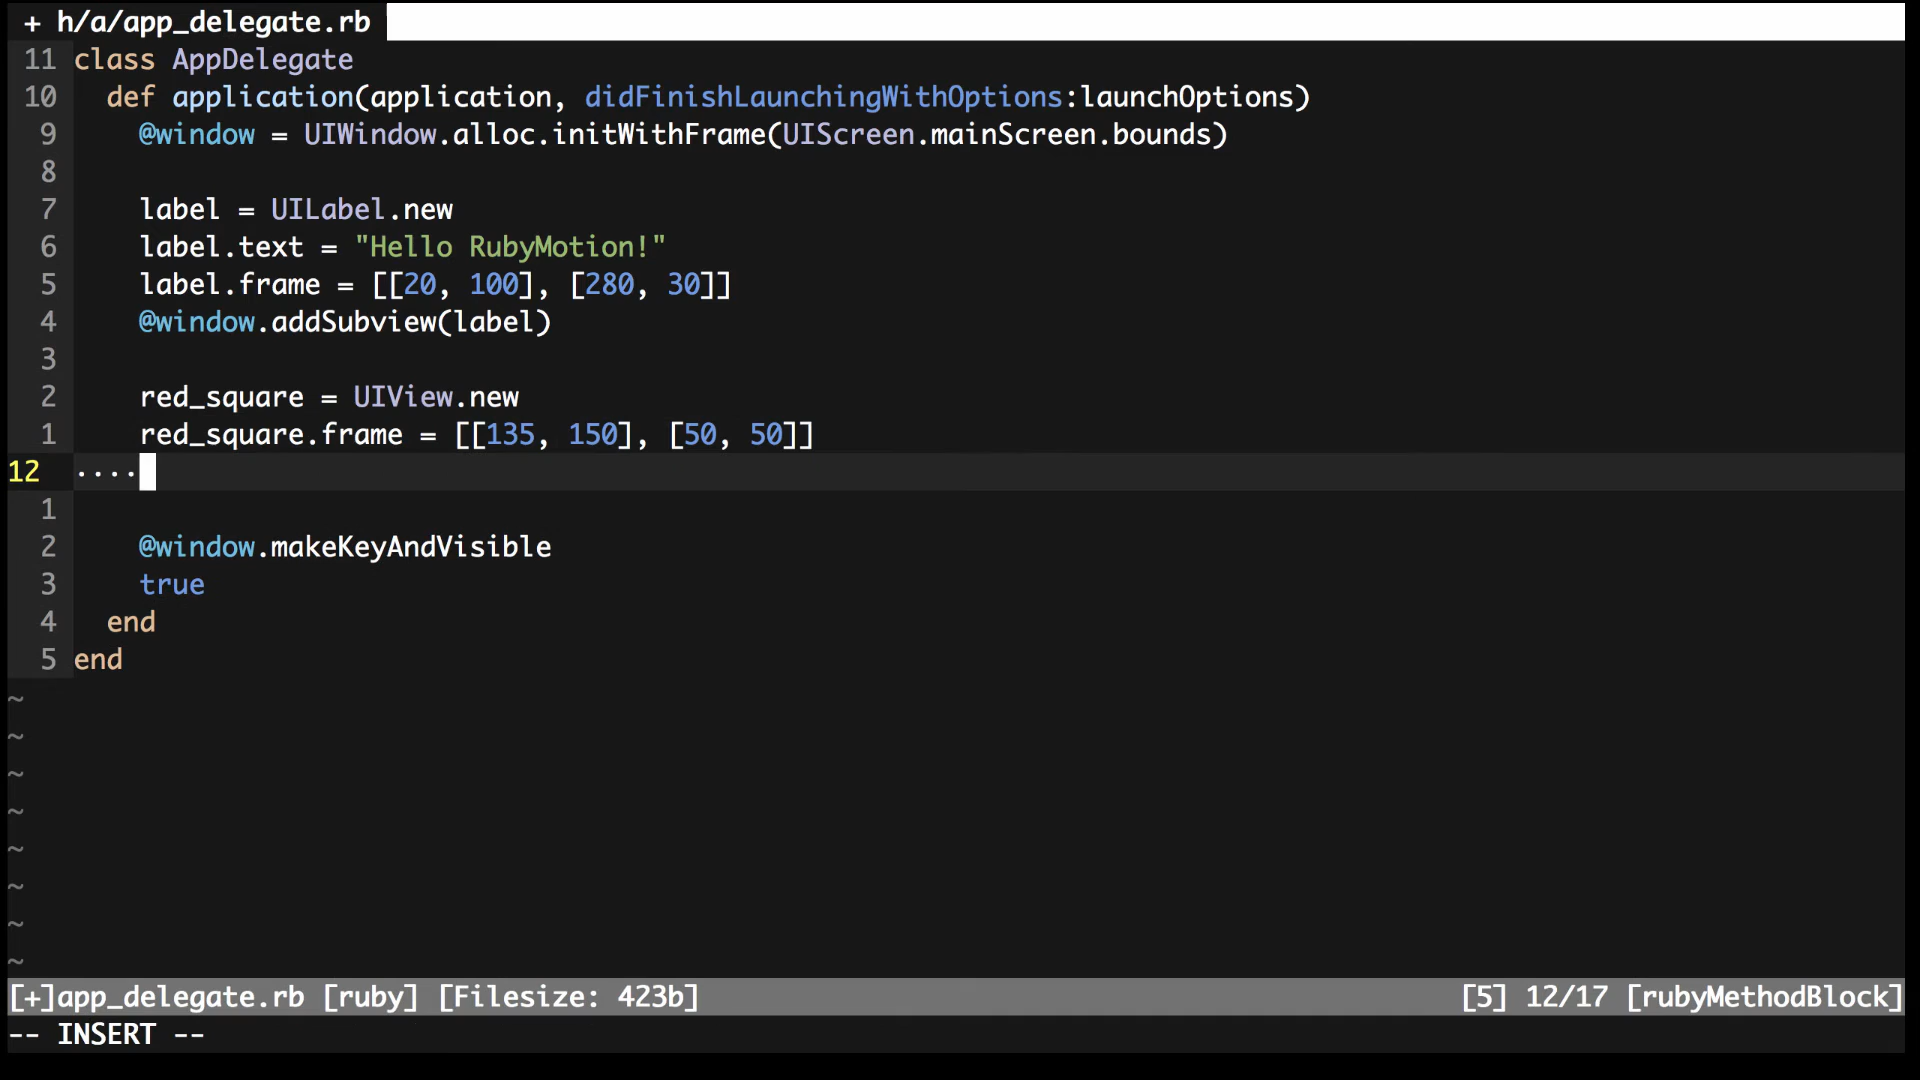 + h/a/app_delegate.rb
11 class AppDelegate
10   def application(application, didFinishLaunchingWithOptions:launchOptions)
9     @window = UIWindow.alloc.initWithFrame(UIScreen.mainScreen.bounds)
8
7     label = UILabel.new
6     label.text = "Hello RubyMotion!"
5     label.frame = [[20, 100], [280, 30]]
4     @window.addSubview(label)
3
2     red_square = UIView.new
1     red_square.frame = [[135, 150], [50, 50]]
12 ····
1
2     @window.makeKeyAndVisible
3     true
4   end
5 end
~
~
~
~
~
~
~
~
[+]app_delegate.rb [ruby] [Filesize: 423b] [5] 12/17 [rubyMethodBlock]
-- INSERT --